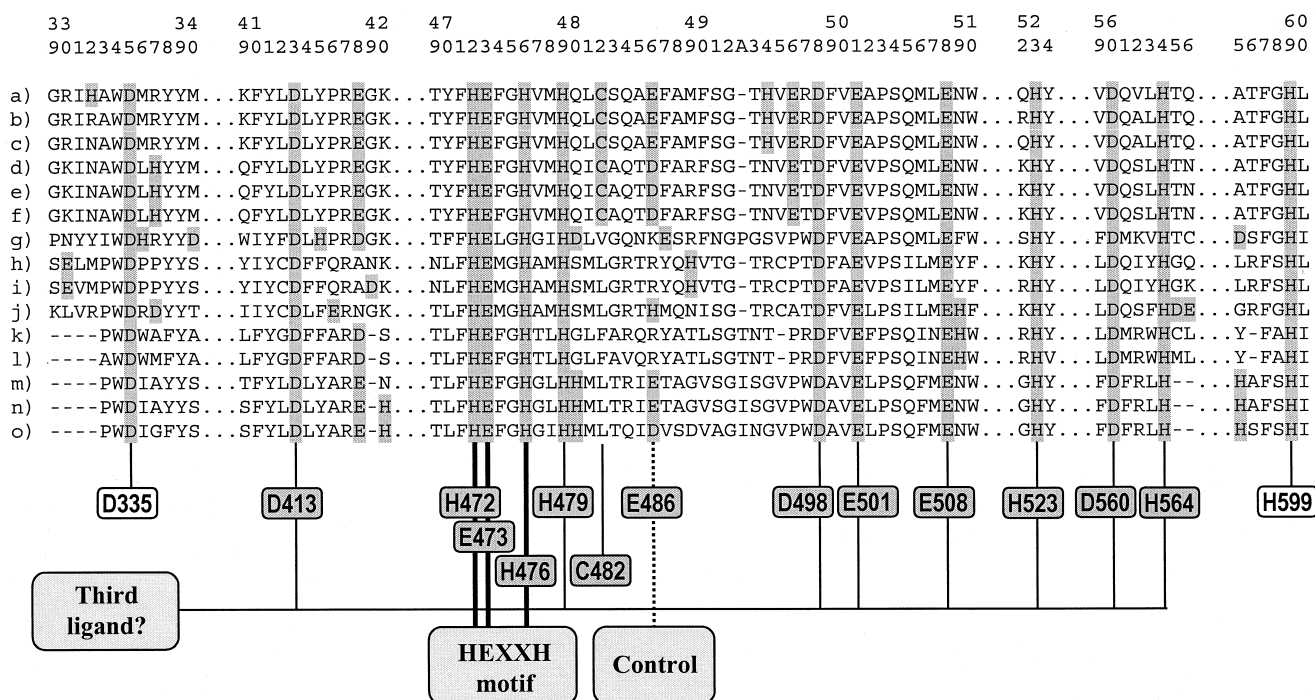 33 34 41 42 47 48 49 50 51 52 56 60
901234567890 901234567890 90123456789012345678901 2A345678901234567890 234 90123456 567890
a) GRIHAWDMRYYM...KFYLDLYPREGK...TYFHEFGHVMHQLCSQAEFAMFSG-THVERDFVEAPSQMLENW...QHY...VDQVLHTQ...ATFGHL
b) GRIRAWDMRYYM...KFYLDLYPREGK...TYFHEFGHVMHQLCSQAEFAMFSG-THVERDFVEAPSQMLENW...RHY...VDQALHTQ...ATFGHL
c) GRINAWDMRYYM...KFYLDLYPREGK...TYFHEFGHVMHQLCSQAEFAMFSG-THVERDFVEAPSQMLENW...QHY...VDQALHTQ...ATFGHL
d) GKINAWDLHYYM...QFYLDLYPREGK...TYFHEFGHVMHQICAQTDFARFSG-TNVETDFVEVPSQMLENW...KHY...VDQSLHTN...ATFGHL
e) GKINAWDLHYYM...QFYLDLYPREGK...TYFHEFGHVMHQICAQTDFARFSG-TNVETDFVEVPSQMLENW...KHY...VDQSLHTN...ATFGHL
f) GKINAWDLHYYM...QFYLDLYPREGK...TYFHEFGHVMHQICAQTDFARFSG-TNVETDFVEVPSQMLENW...KHY...VDQSLHTN...ATFGHL
g) PNYYIWDHRYYD...WIYFDLHPRDGK...TFFHELGHGIHDLVGQNKESRFNGPGSVPWDFVEAPSQMLEFW...SHY...FDMKVHTC...DSFGHI
h) SELMPWDPPYYS...YIYCDFFQRANK...NLFHEMGHAMHSMLGRTRYQHVTG-TRCPTDFAEVPSILMEYF...KHY...LDQIYHGQ...LRFSHL
i) SEVMPWDPPYYS...YIYCDFFQRADK...NLFHEMGHAMHSMLGRTRYQHVTG-TRCPTDFAEVPSILMEYF...RHY...LDQIYHGK...LRFSHL
j) KLVRPWDRDYYT...IIYCDLFERNGK...TLFHEMGHAMHSMLGRTHMQNISG-TRCATDFVELPSILMEHF...KHY...LDQSFHDE...GRFGHL
k) ----PWDWAFYA...LFYGDFFARD-S...TLFHEFGHTLHGLFARQRYATLSGTNT-PRDFVEFPSQINEHW...RHY...LDMRWHCL...Y-FAHI
l) ----AWDWMFYA...LFYGDFFARD-S...TLFHEFGHTLHGLFAVQRYATLSGTNT-PRDFVEFPSQINEHW...RHV...LDMRWHML...Y-FAHI
m) ----PWDIAYYS...TFYLDLYARE-N...TLFHEFGHGLHHMLTRIETAGVSGISGVPWDAVELPSQFMENW...GHY...FDFRLH--...HAFSHI
n) ----PWDIAYYS...SFYLDLYARE-H...TLFHEFGHGLHHMLTRIETAGVSGISGVPWDAVELPSQFMENW...GHY...FDFRLH--...HAFSHI
o) ----PWDIGFYS...SFYLDLYARE-H...TLFHEFGHGIHHMLTQIDVSDVAGINGVPWDAVELPSQFMENW...GHY...FDFRLH--...HSFSHI
D335 D413 H472 H479 E486 D498 E501 E508 H523 D560 H564 H599
E473
H476 C482
Third
ligand?
HEXXH
motif
Control